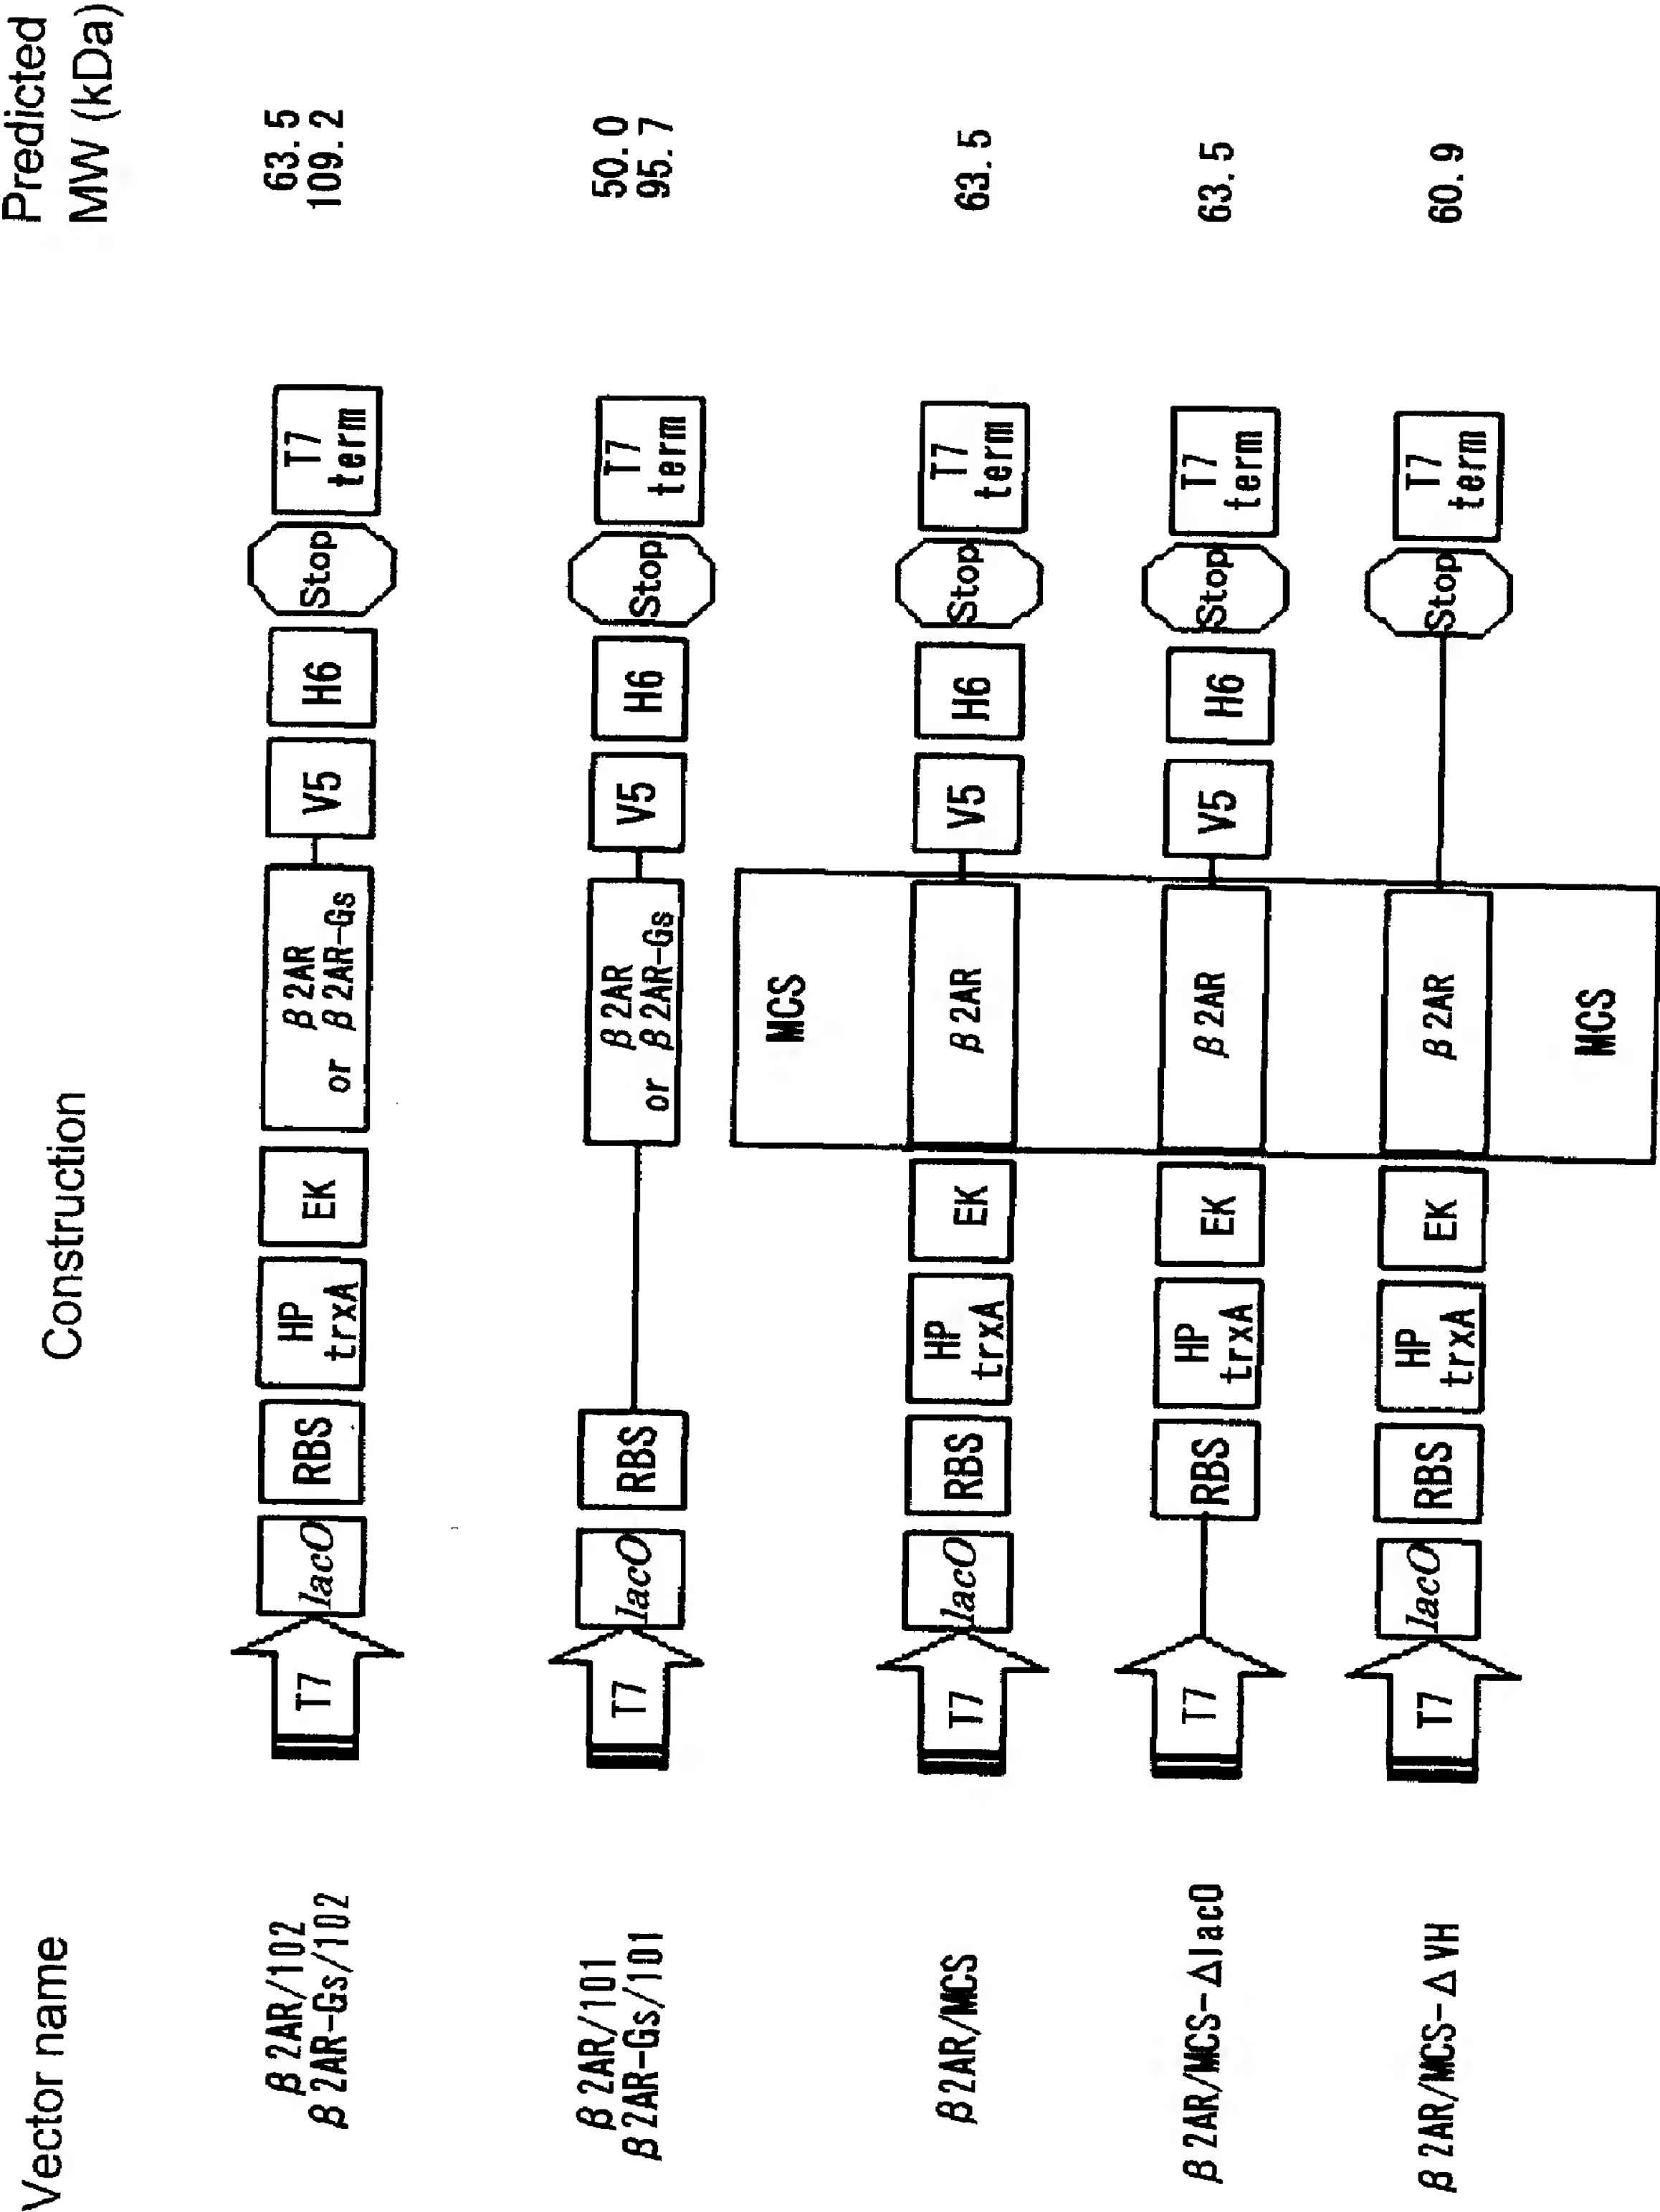 Vector name
Construction
Predicted
MW (kDa)
β2AR/102
β2AR-Gs/102
T7
lacO
RBS
HP
trxA
EK
β2AR
or β2AR-Gs
V5
H6
Stop
T7
term
63.5
109.2
β2AR/101
β2AR-Gs/101
T7
lacO
RBS
β2AR
or β2AR-Gs
V5
H6
Stop
T7
term
50.0
95.7
MCS
β2AR/MCS
T7
lacO
RBS
HP
trxA
EK
β2AR
V5
H6
Stop
T7
term
63.5
β2AR/MCS-ΔlacO
T7
RBS
HP
trxA
EK
β2AR
V5
H6
Stop
T7
term
63.5
β2AR/MCS-ΔVH
T7
lacO
RBS
HP
trxA
EK
β2AR
Stop
T7
term
60.9
MCS